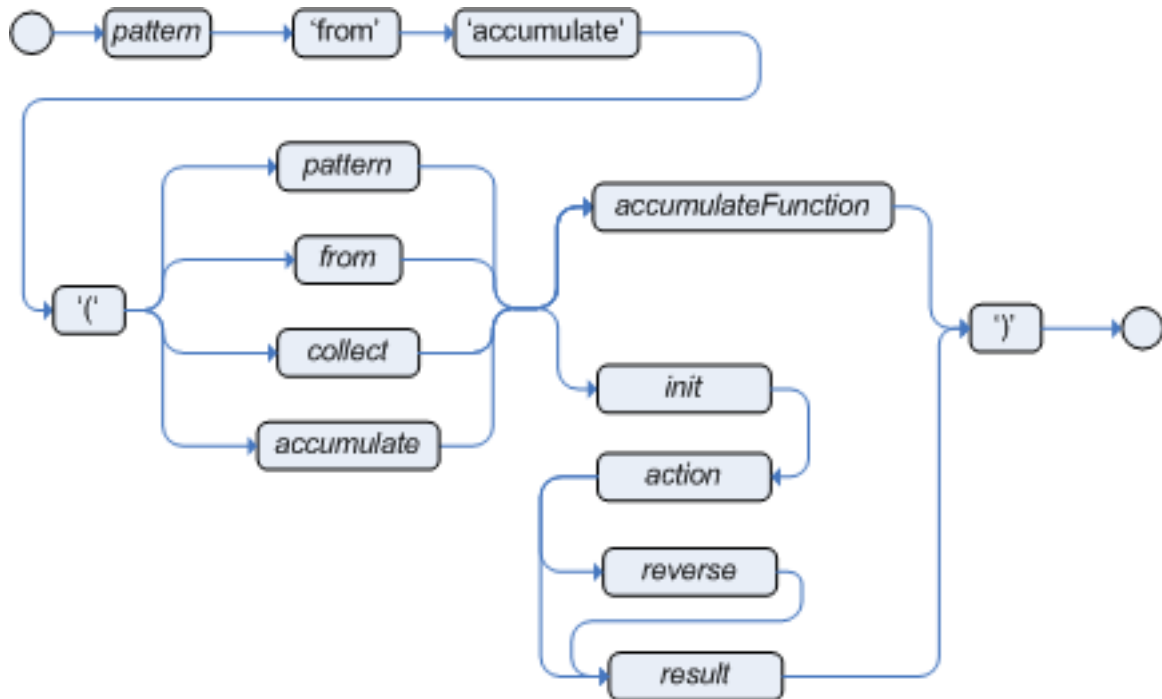 pattern
‘from’
‘accumulate’
pattern
accumulateFunction
from
‘(‘
‘)’
collect
init
accumulate
action
reverse
result